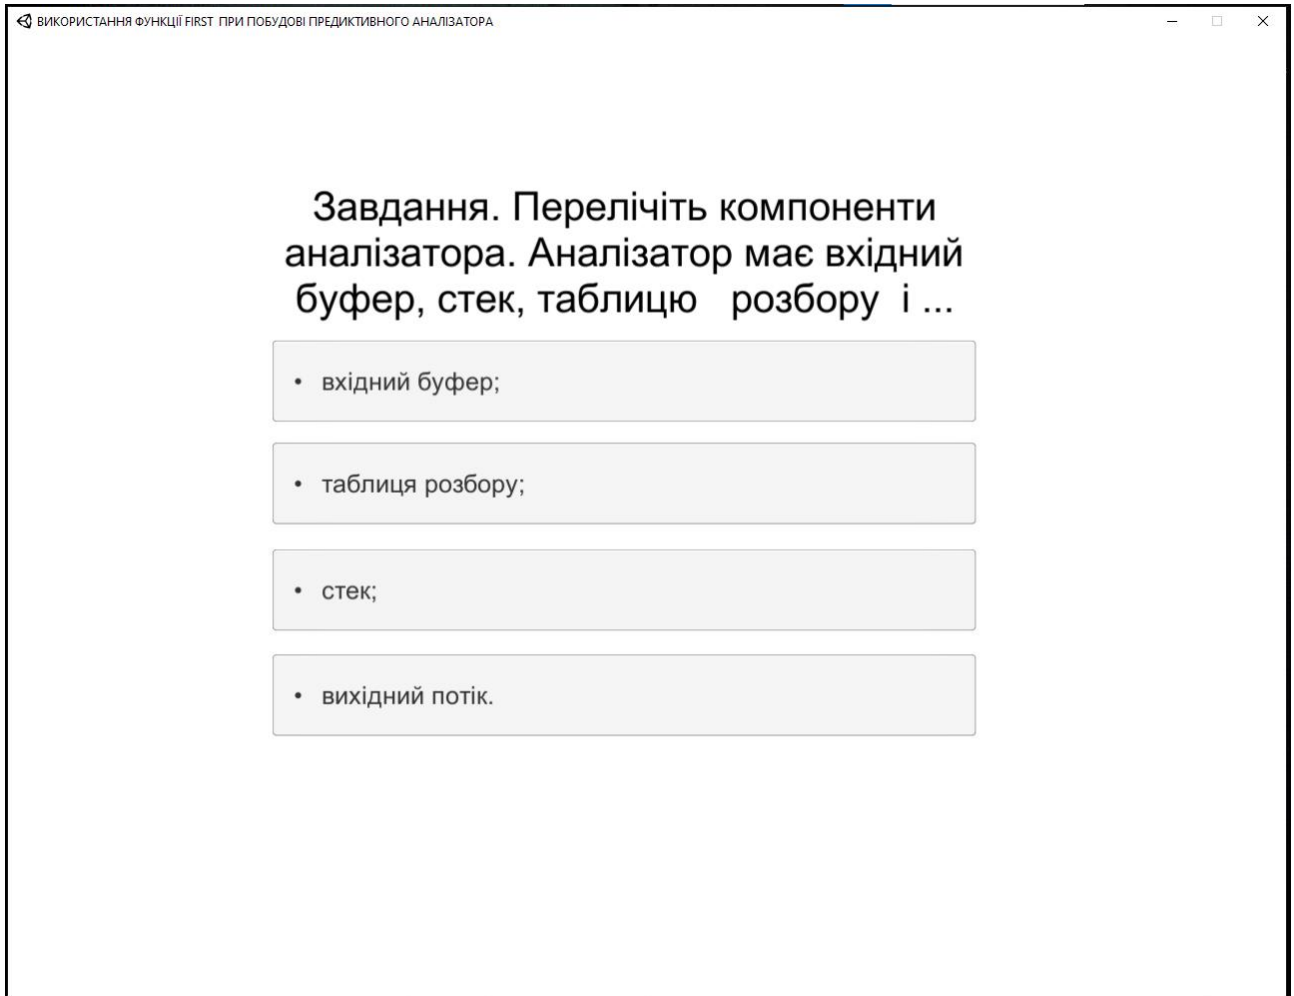 ВИКОРИСТАННЯ ФУНКЦІЇ FIRST ПРИ ПОБУДОВІ ПРЕДИКТИВНОГО АНАЛІЗАТОРА
Завдання. Перелічіть компоненти
аналізатора. Аналізатор має вхідний
буфер, стек, таблицю розбору і ...
• вхідний буфер;
• таблиця розбору;
• стек;
• вихідний потік.